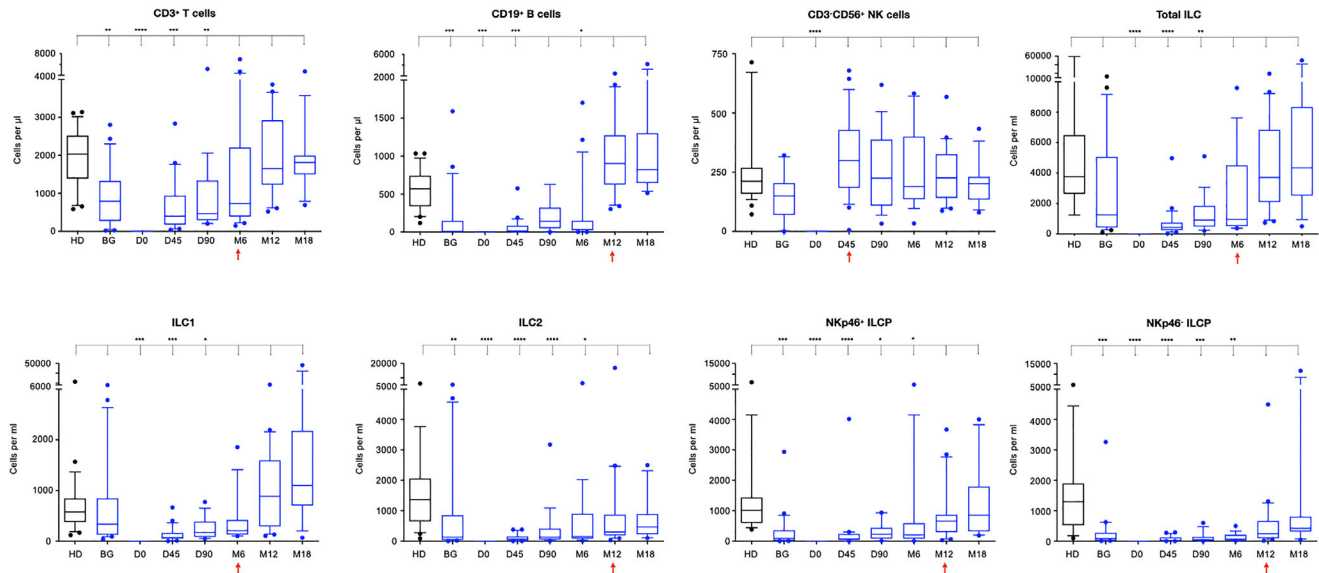 CD3+ T cells
** **** *** **
Cells per µl
8000
6000
4000
3000
2000
1000
0
HD BG D0 D45 D90 M6 M12 M18
CD19+ B cells
*** *** *** *
Cells per µl
6000
4000
2000
1500
1000
500
0
HD BG D0 D45 D90 M6 M12 M18
CD3-CD56+ NK cells
****
Cells per µl
750
500
250
0
HD BG D0 D45 D90 M6 M12 M18
Total ILC
**** **** **
Cells per ml
60000
10000
8000
6000
4000
2000
0
HD BG D0 D45 D90 M6 M12 M18
ILC1
*** *** *
Cells per ml
50000
6000
2000
1000
0
HD BG D0 D45 D90 M6 M12 M18
ILC2
** **** **** **** *
Cells per ml
20000
5000
4000
3000
2000
1000
0
HD BG D0 D45 D90 M6 M12 M18
NKp46+ ILCP
*** **** **** * *
Cells per ml
15000
5000
4000
3000
2000
1000
0
HD BG D0 D45 D90 M6 M12 M18
NKp46- ILCP
*** **** **** *** **
Cells per ml
15000
5000
4000
3000
2000
1000
0
HD BG D0 D45 D90 M6 M12 M18